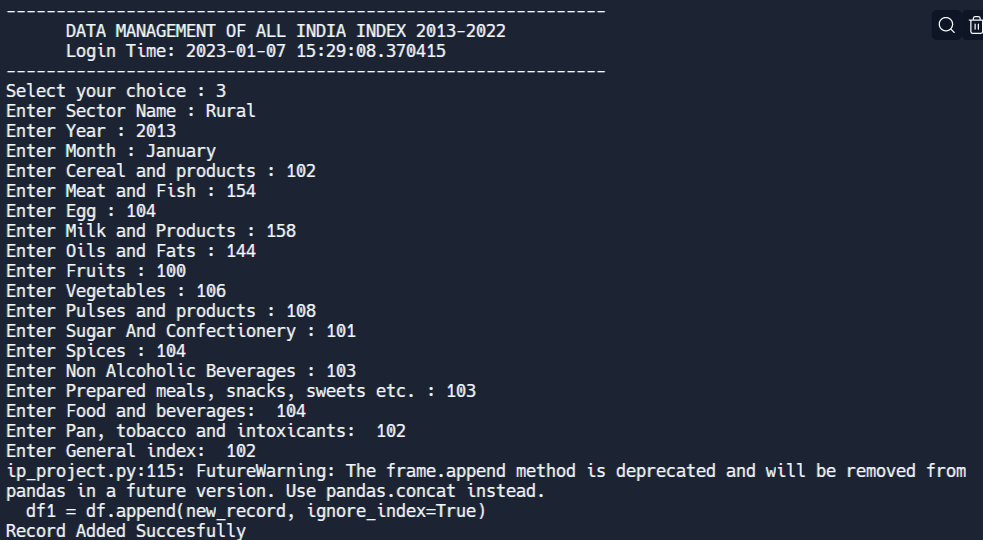 ------------------------------------------------------------
DATA MANAGEMENT OF ALL INDIA INDEX 2013-2022
Login Time: 2023-01-07 15:29:08.370415
------------------------------------------------------------
Select your choice : 3
Enter Sector Name : Rural
Enter Year : 2013
Enter Month : January
Enter Cereal and products : 102
Enter Meat and Fish : 154
Enter Egg : 104
Enter Milk and Products : 158
Enter Oils and Fats : 144
Enter Fruits : 100
Enter Vegetables : 106
Enter Pulses and products : 108
Enter Sugar And Confectionery : 101
Enter Spices : 104
Enter Non Alcoholic Beverages : 103
Enter Prepared meals, snacks, sweets etc. : 103
Enter Food and beverages:  104
Enter Pan, tobacco and intoxicants:  102
Enter General index:  102
ip_project.py:115: FutureWarning: The frame.append method is deprecated and will be removed from
pandas in a future version. Use pandas.concat instead.
  df1 = df.append(new_record, ignore_index=True)
Record Added Succesfully